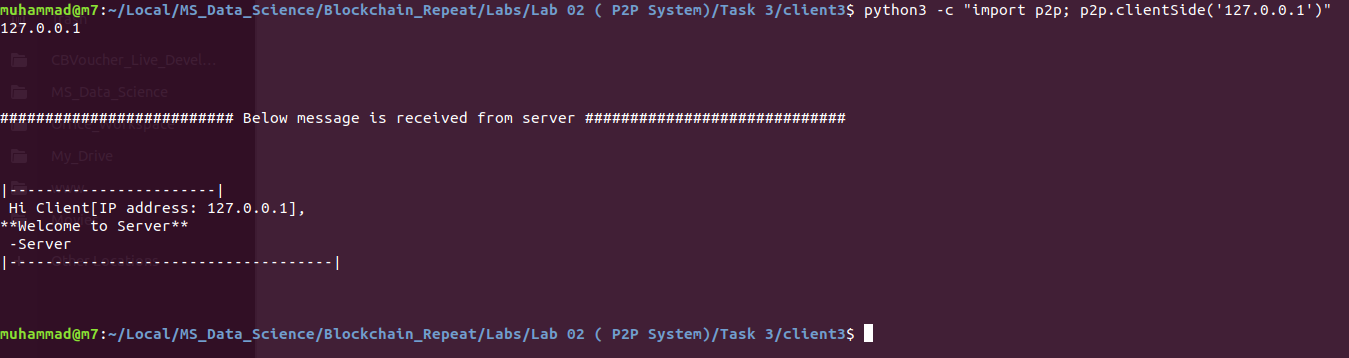 muhammad@m7:~/Local/MS_Data_Science/Blockchain_Repeat/Labs/Lab 02 ( P2P System)/Task 3/client3$ python3 -c "import p2p; p2p.clientSide('127.0.0.1')"
127.0.0.1
CBVoucher_Live_Devel...
MS_Data_Science
########################## Below message is received from server #############################
Office_Workspace
My_Drive
|-----------------------|
Hi Client[IP address: 127.0.0.1],
**Welcome to Server**
-Server
|------------------------------------|
muhammad@m7:~/Local/MS_Data_Science/Blockchain_Repeat/Labs/Lab 02 ( P2P System)/Task 3/client3$